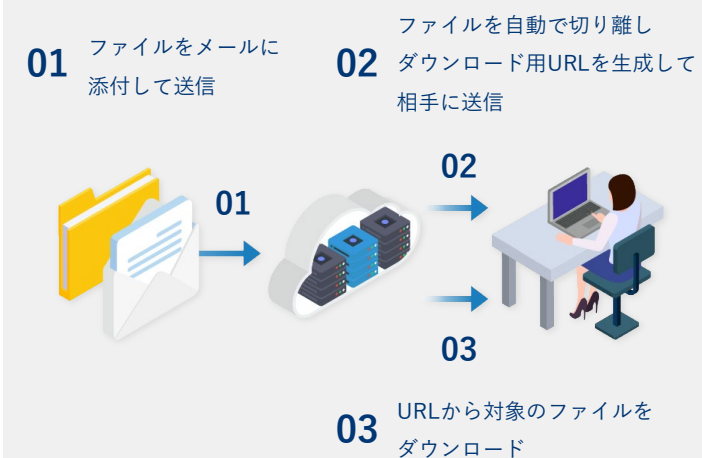 01
ファイルをメールに
添付して送信
02
ファイルを自動で切り離し
ダウンロード用URLを生成して
相手に送信
01
02
03
03
URLから対象のファイルを
ダウンロード